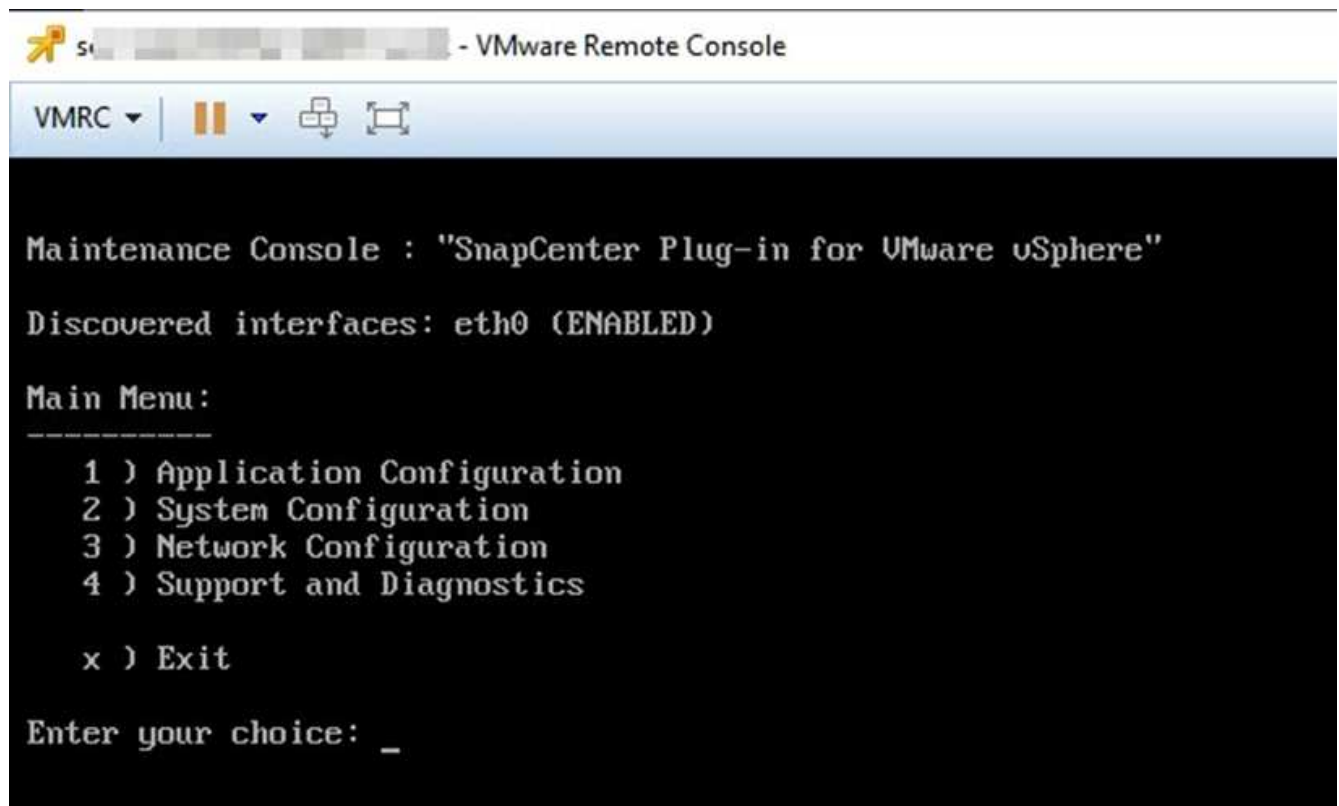 - VMware Remote Console
VMRC
Maintenance Console : "SnapCenter Plug-in for VMware vSphere"
Discovered interfaces: eth0 (ENABLED)
Main Menu:
----------
1 ) Application Configuration
2 ) System Configuration
3 ) Network Configuration
4 ) Support and Diagnostics
x ) Exit
Enter your choice: _